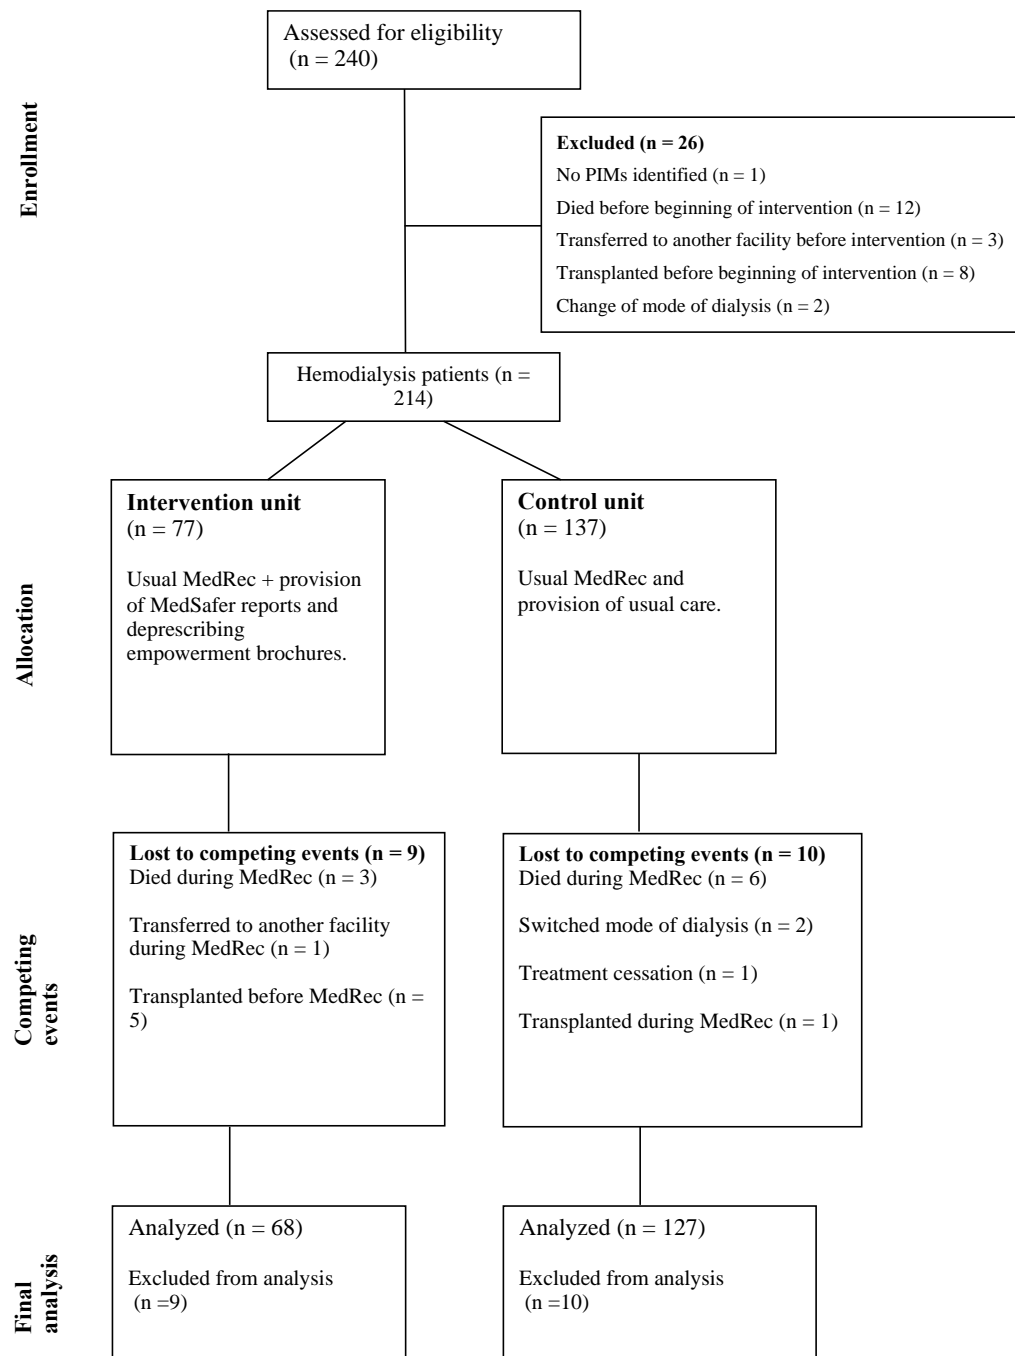 Assessed for eligibility
(n = 240)
Enrollment
Excluded (n = 26)
No PIMs identified (n = 1)
Died before beginning of intervention (n = 12)
Transferred to another facility before intervention (n = 3)
Transplanted before beginning of intervention (n = 8)
Change of mode of dialysis (n = 2)
Hemodialysis patients (n =
214)
Allocation
Intervention unit
(n = 77)
Usual MedRec + provision
of MedSafer reports and
deprescribing
empowerment brochures.
Control unit
(n = 137)
Usual MedRec and
provision of usual care.
Competing
events
Lost to competing events (n = 9)
Died during MedRec (n = 3)
Transferred to another facility
during MedRec (n = 1)
Transplanted before MedRec (n =
5)
Lost to competing events (n = 10)
Died during MedRec (n = 6)
Switched mode of dialysis (n = 2)
Treatment cessation (n = 1)
Transplanted during MedRec (n = 1)
Final
analysis
Analyzed (n = 68)
Excluded from analysis
(n =9)
Analyzed (n = 127)
Excluded from analysis
(n =10)